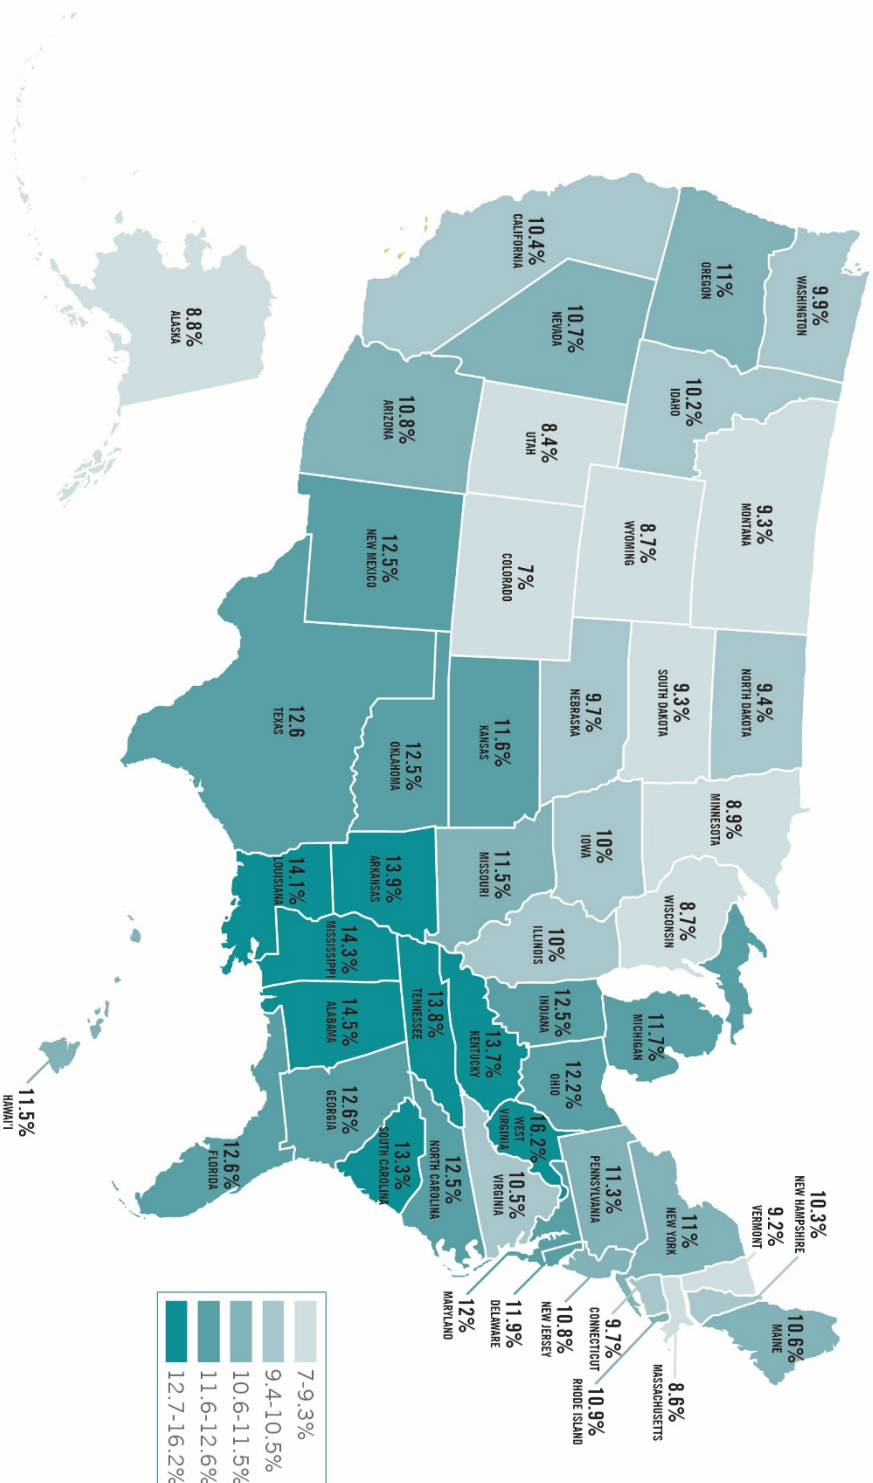 9.9%
WASHINGTON
11%
OREGON
10.4%
CALIFORNIA
10.7%
NEVADA
10.2%
IDAHO
9.3%
MONTANA
8.7%
WYOMING
8.4%
UTAH
7%
COLORADO
10.8%
ARIZONA
12.5%
NEW MEXICO
9.4%
NORTH DAKOTA
9.3%
SOUTH DAKOTA
9.7%
NEBRASKA
11.6%
KANSAS
12.5%
OKLAHOMA
12.6
TEXAS
8.9%
MINNESOTA
10%
IOWA
11.5%
MISSOURI
13.9%
ARKANSAS
14.1%
LOUISIANA
8.7%
WISCONSIN
10%
ILLINOIS
11.7%
MICHIGAN
12.5%
INDIANA
12.2%
OHIO
13.7%
KENTUCKY
13.8%
TENNESSEE
14.3%
MISSISSIPPI
14.5%
ALABAMA
12.6%
GEORGIA
12.6%
FLORIDA
13.3%
SOUTH CAROLINA
12.5%
NORTH CAROLINA
10.5%
VIRGINIA
16.2%
WEST
VIRGINIA
11.3%
PENNSYLVANIA
11%
NEW YORK
10.3%
NEW HAMPSHIRE
9.2%
VERMONT
10.6%
MAINE
8.6%
MASSACHUSETTS
10.9%
RHODE ISLAND
9.7%
CONNECTICUT
10.8%
NEW JERSEY
11.9%
DELAWARE
12%
MARYLAND
8.8%
ALASKA
11.5%
HAWAI'I
7-9.3%
9.4-10.5%
10.6-11.5%
11.6-12.6%
12.7-16.2%